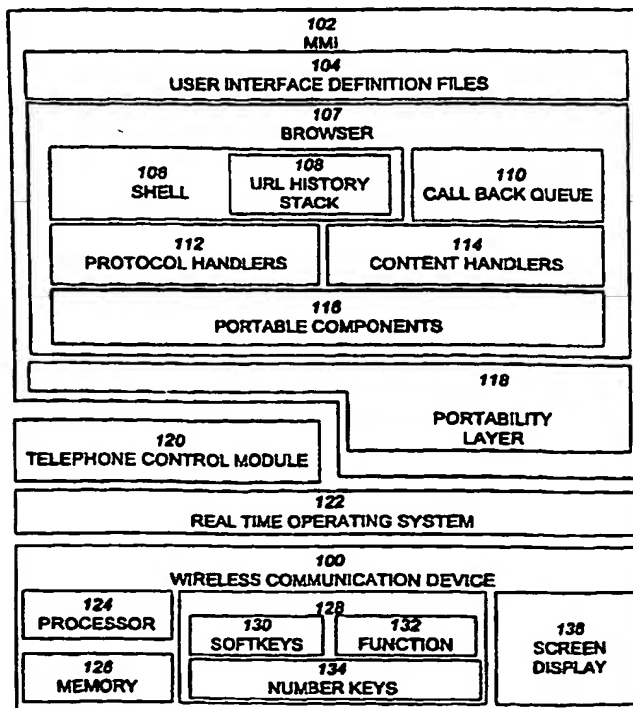 102
MMI
104
USER INTERFACE DEFINITION FILES
107
BROWSER
106
SHELL
108
URL HISTORY
STACK
110
CALL BACK QUEUE
112
PROTOCOL HANDLERS
114
CONTENT HANDLERS
116
PORTABLE COMPONENTS
118
PORTABILITY
LAYER
120
TELEPHONE CONTROL MODULE
122
REAL TIME OPERATING SYSTEM
100
WIRELESS COMMUNICATION DEVICE
124
PROCESSOR
126
MEMORY
128
130
SOFTKEYS
132
FUNCTION
134
NUMBER KEYS
136
SCREEN
DISPLAY